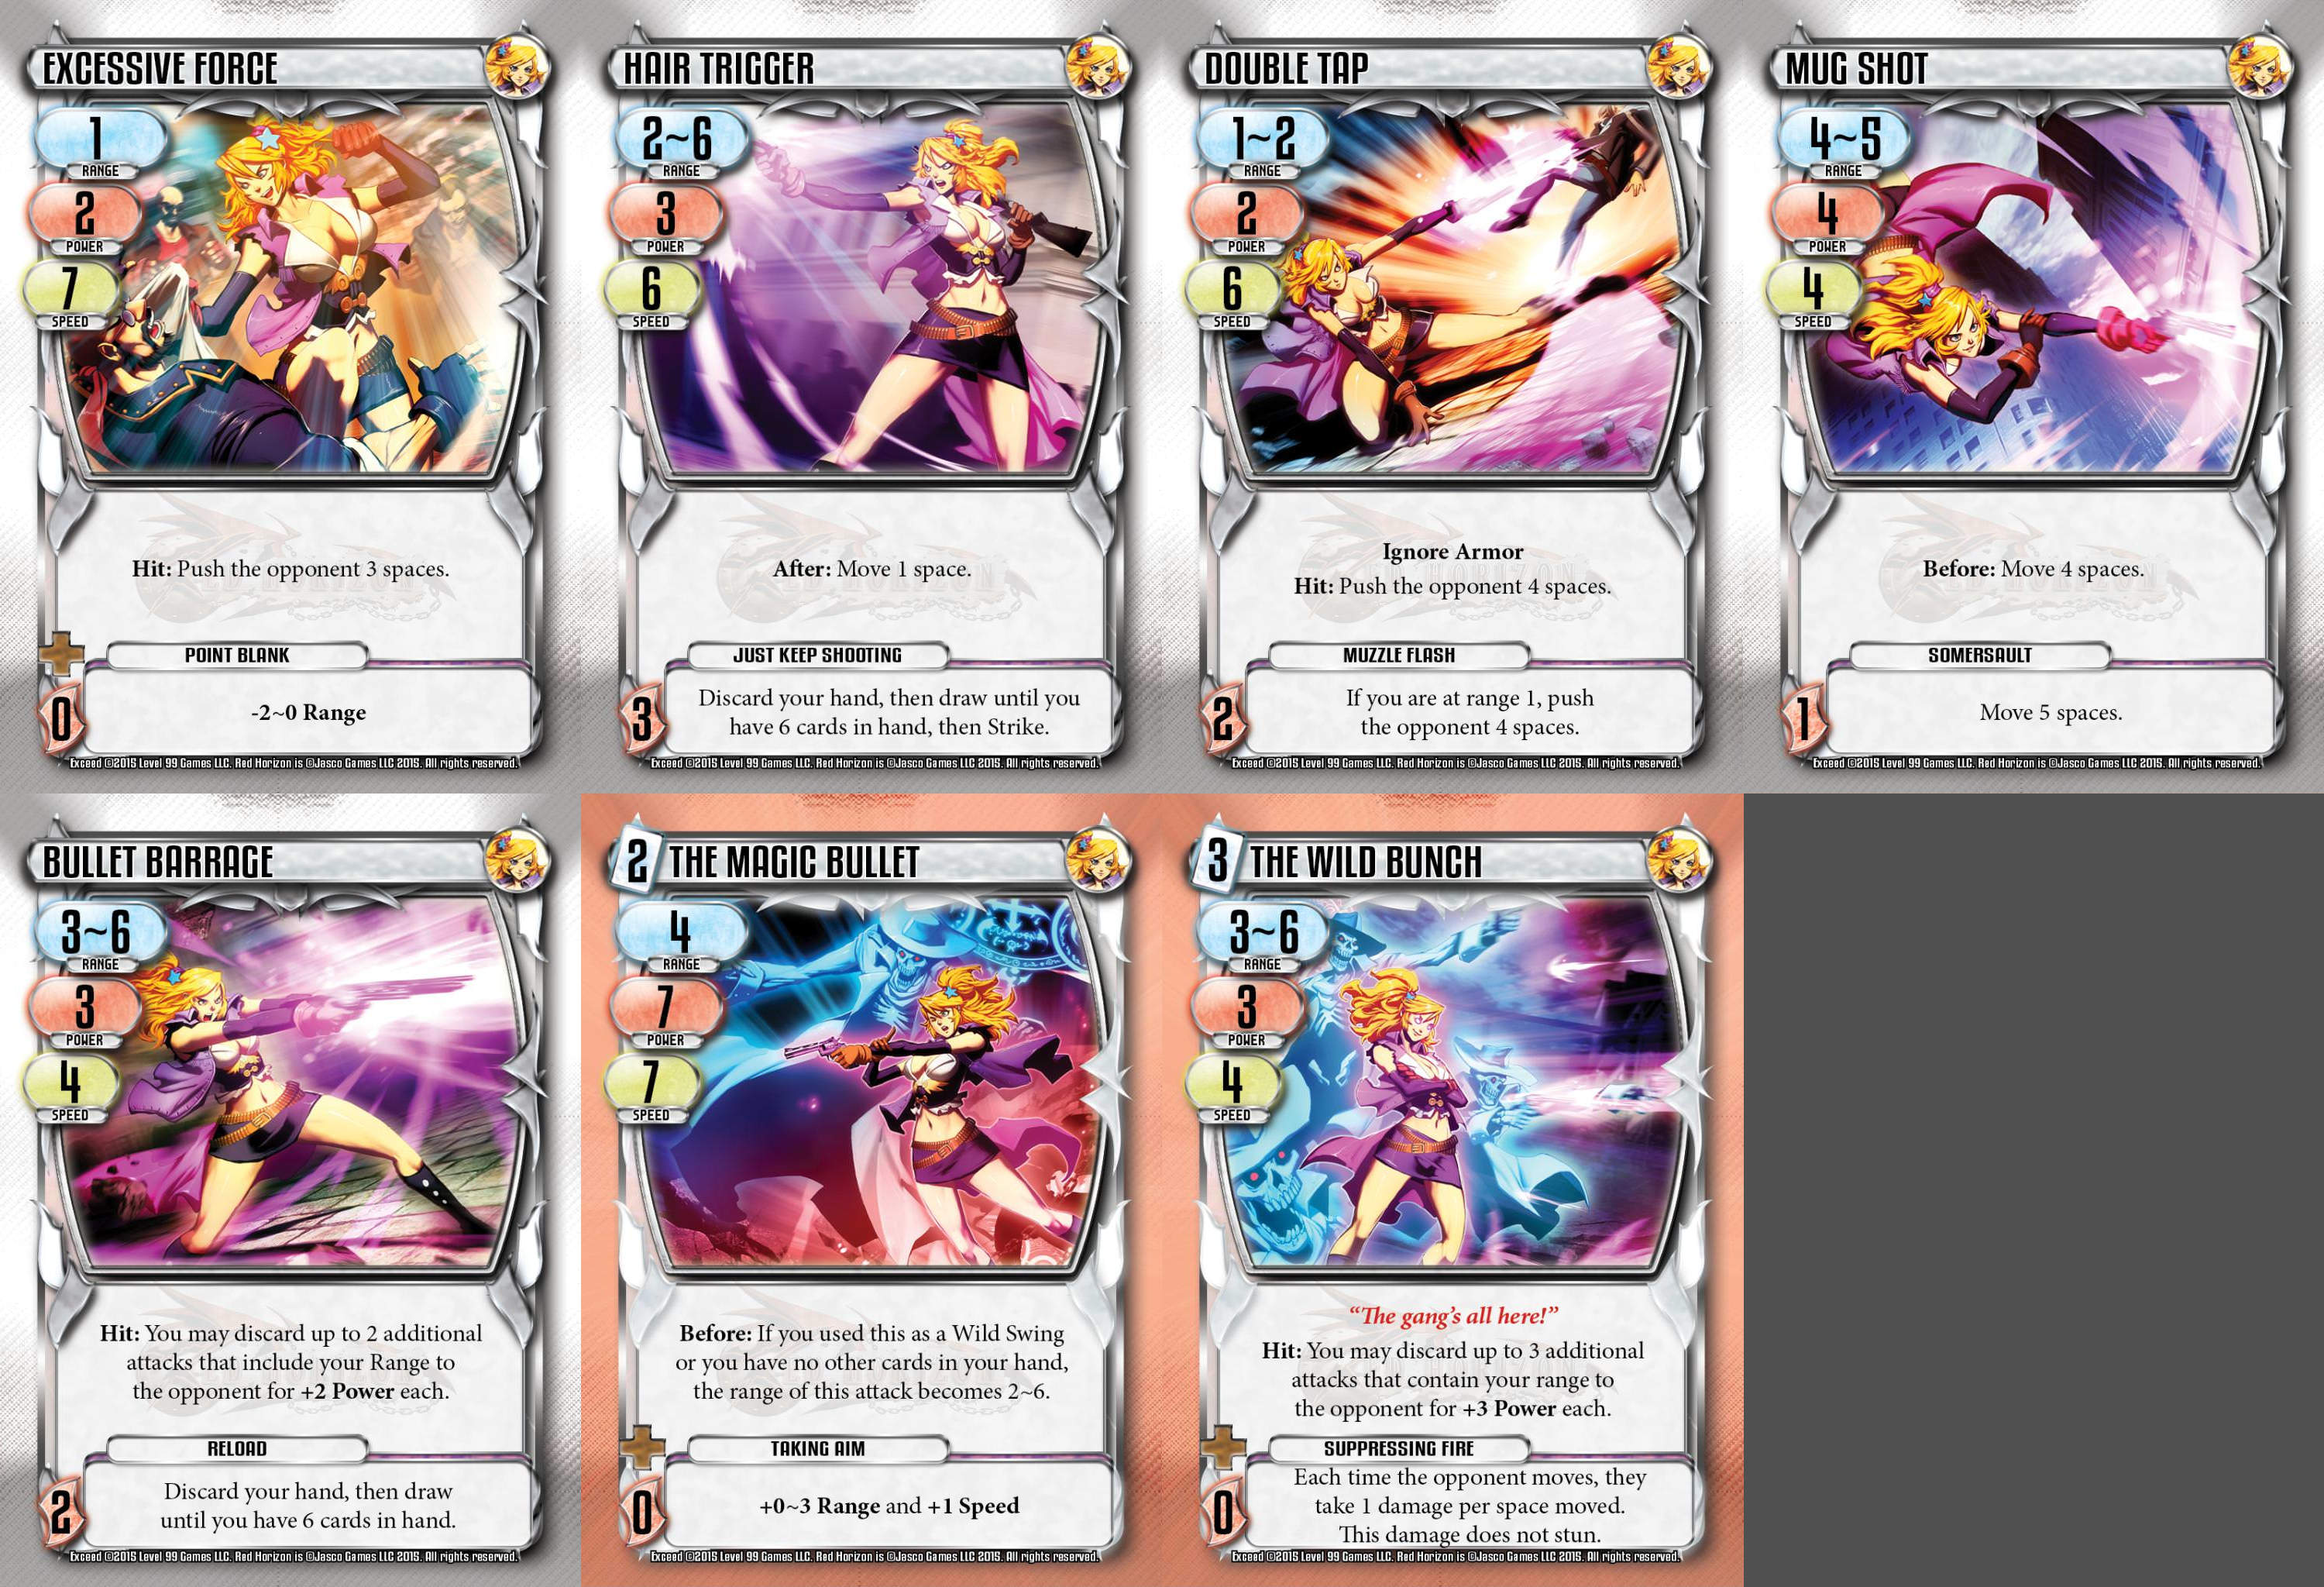 EXCESSIVE FORCE
1
RANGE
2
POWER
7
SPEED
Hit: Push the opponent 3 spaces.
POINT BLANK
0
-2~0 Range
Exceed ©2015 Level 99 Games LLC. Red Horizon is ©Jasco Games LLC 2015. All rights reserved.
HAIR TRIGGER
2~6
RANGE
3
POWER
6
SPEED
After: Move 1 space.
JUST KEEP SHOOTING
3
Discard your hand, then draw until you
have 6 cards in hand, then Strike.
Exceed ©2015 Level 99 Games LLC. Red Horizon is ©Jasco Games LLC 2015. All rights reserved.
DOUBLE TAP
1~2
RANGE
2
POWER
6
SPEED
Ignore Armor
Hit: Push the opponent 4 spaces.
MUZZLE FLASH
2
If you are at range 1, push
the opponent 4 spaces.
Exceed ©2015 Level 99 Games LLC. Red Horizon is ©Jasco Games LLC 2015. All rights reserved.
MUG SHOT
4~5
RANGE
4
POWER
4
SPEED
Before: Move 4 spaces.
SOMERSAULT
1
Move 5 spaces.
Exceed ©2015 Level 99 Games LLC. Red Horizon is ©Jasco Games LLC 2015. All rights reserved.
BULLET BARRAGE
3~6
RANGE
3
POWER
4
SPEED
Hit: You may discard up to 2 additional
attacks that include your Range to
the opponent for +2 Power each.
RELOAD
2
Discard your hand, then draw
until you have 6 cards in hand.
Exceed ©2015 Level 99 Games LLC. Red Horizon is ©Jasco Games LLC 2015. All rights reserved.
2 THE MAGIC BULLET
4
RANGE
7
POWER
7
SPEED
Before: If you used this as a Wild Swing
or you have no other cards in your hand,
the range of this attack becomes 2~6.
TAKING AIM
0
+0~3 Range and +1 Speed
Exceed ©2015 Level 99 Games LLC. Red Horizon is ©Jasco Games LLC 2015. All rights reserved.
3 THE WILD BUNCH
3~6
RANGE
3
POWER
4
SPEED
“The gang’s all here!”
Hit: You may discard up to 3 additional
attacks that contain your range to
the opponent for +3 Power each.
SUPPRESSING FIRE
0
Each time the opponent moves, they
take 1 damage per space moved.
This damage does not stun.
Exceed ©2015 Level 99 Games LLC. Red Horizon is ©Jasco Games LLC 2015. All rights reserved.